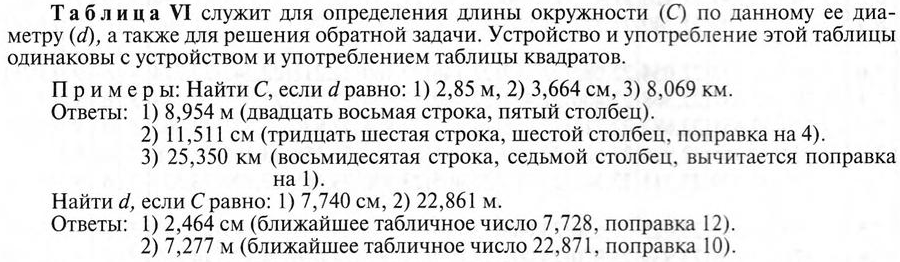 Таблица VI служит для определения длины окружности (C) по данному ее диа-
метру (d), а также для решения обратной задачи. Устройство и употребление этой таблицы
одинаковы с устройством и употреблением таблицы квадратов.
Примеры: Найти C, если d равно: 1) 2,85 м, 2) 3,664 см, 3) 8,069 км.
Ответы: 1) 8,954 м (двадцать восьмая строка, пятый столбец).
2) 11,511 см (тридцать шестая строка, шестой столбец, поправка на 4).
3) 25,350 км (восьмидесятая строка, седьмой столбец, вычитается поправка
на 1).
Найти d, если C равно: 1) 7,740 см, 2) 22,861 м.
Ответы: 1) 2,464 см (ближайшее табличное число 7,728, поправка 12).
2) 7,277 м (ближайшее табличное число 22,871, поправка 10).